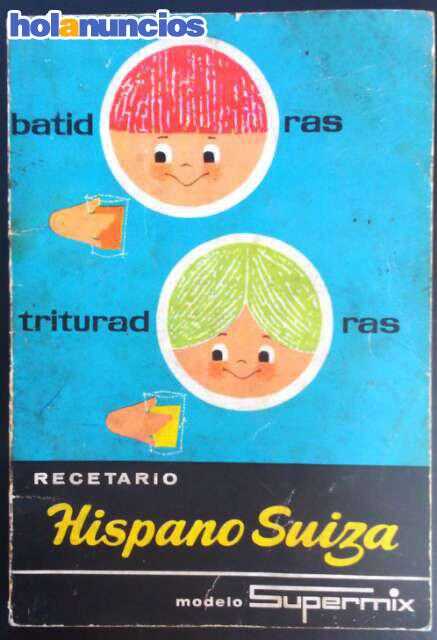 holanuncios
batid ras
triturad ras
RECETARIO
Hispano Suiza
modelo Supermix